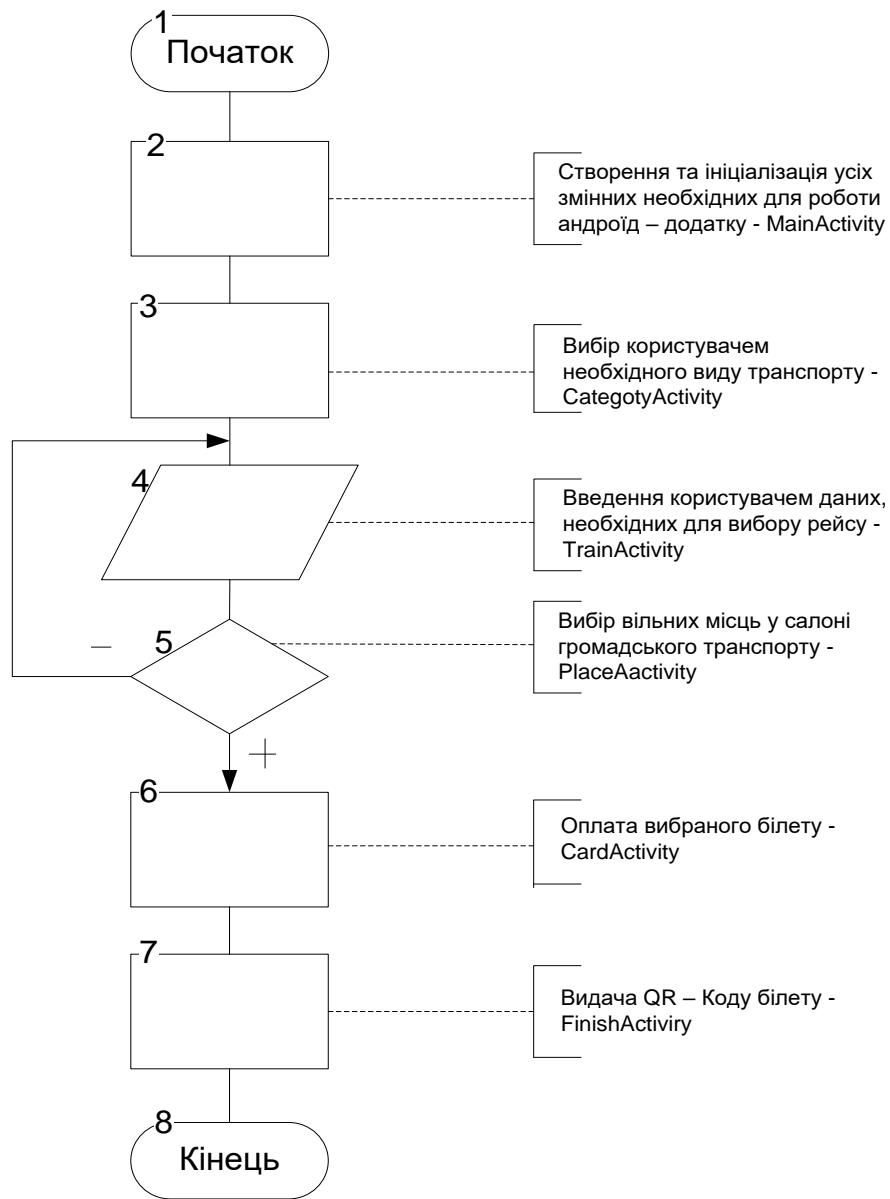 1
Початок
2
Створення та ініціалізація усіх
змінних необхідних для роботи
андроїд – додатку - MainActivity
3
Вибір користувачем
необхідного виду транспорту -
CategotyActivity
4
Введення користувачем даних,
необхідних для вибору рейсу -
TrainActivity
5
Вибір вільних місць у салоні
громадського транспорту -
PlaceAactivity
–
+
6
Оплата вибраного білету -
CardActivity
7
Видача QR – Коду білету -
FinishActiviry
8
Кінець